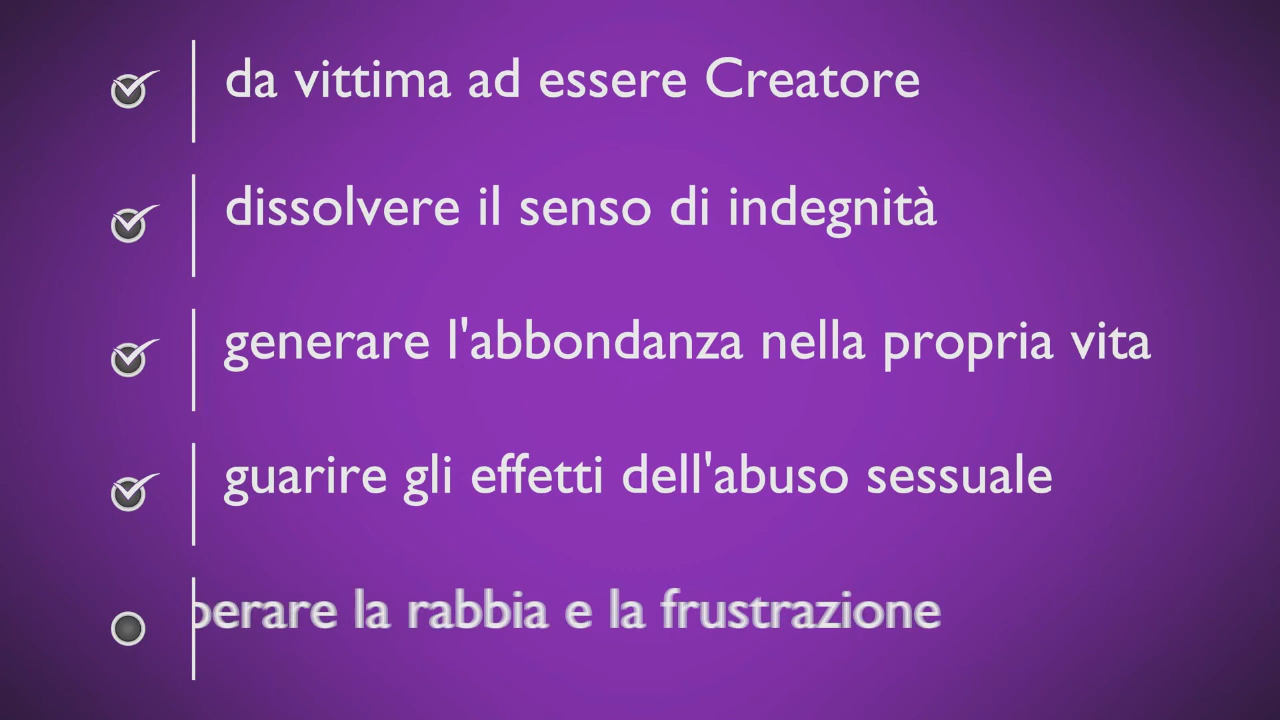 da vittima ad essere Creatore
dissolvere il senso di indegnità
generare l'abbondanza nella propria vita
guarire gli effetti dell'abuso sessuale
perare la rabbia e la frustrazione